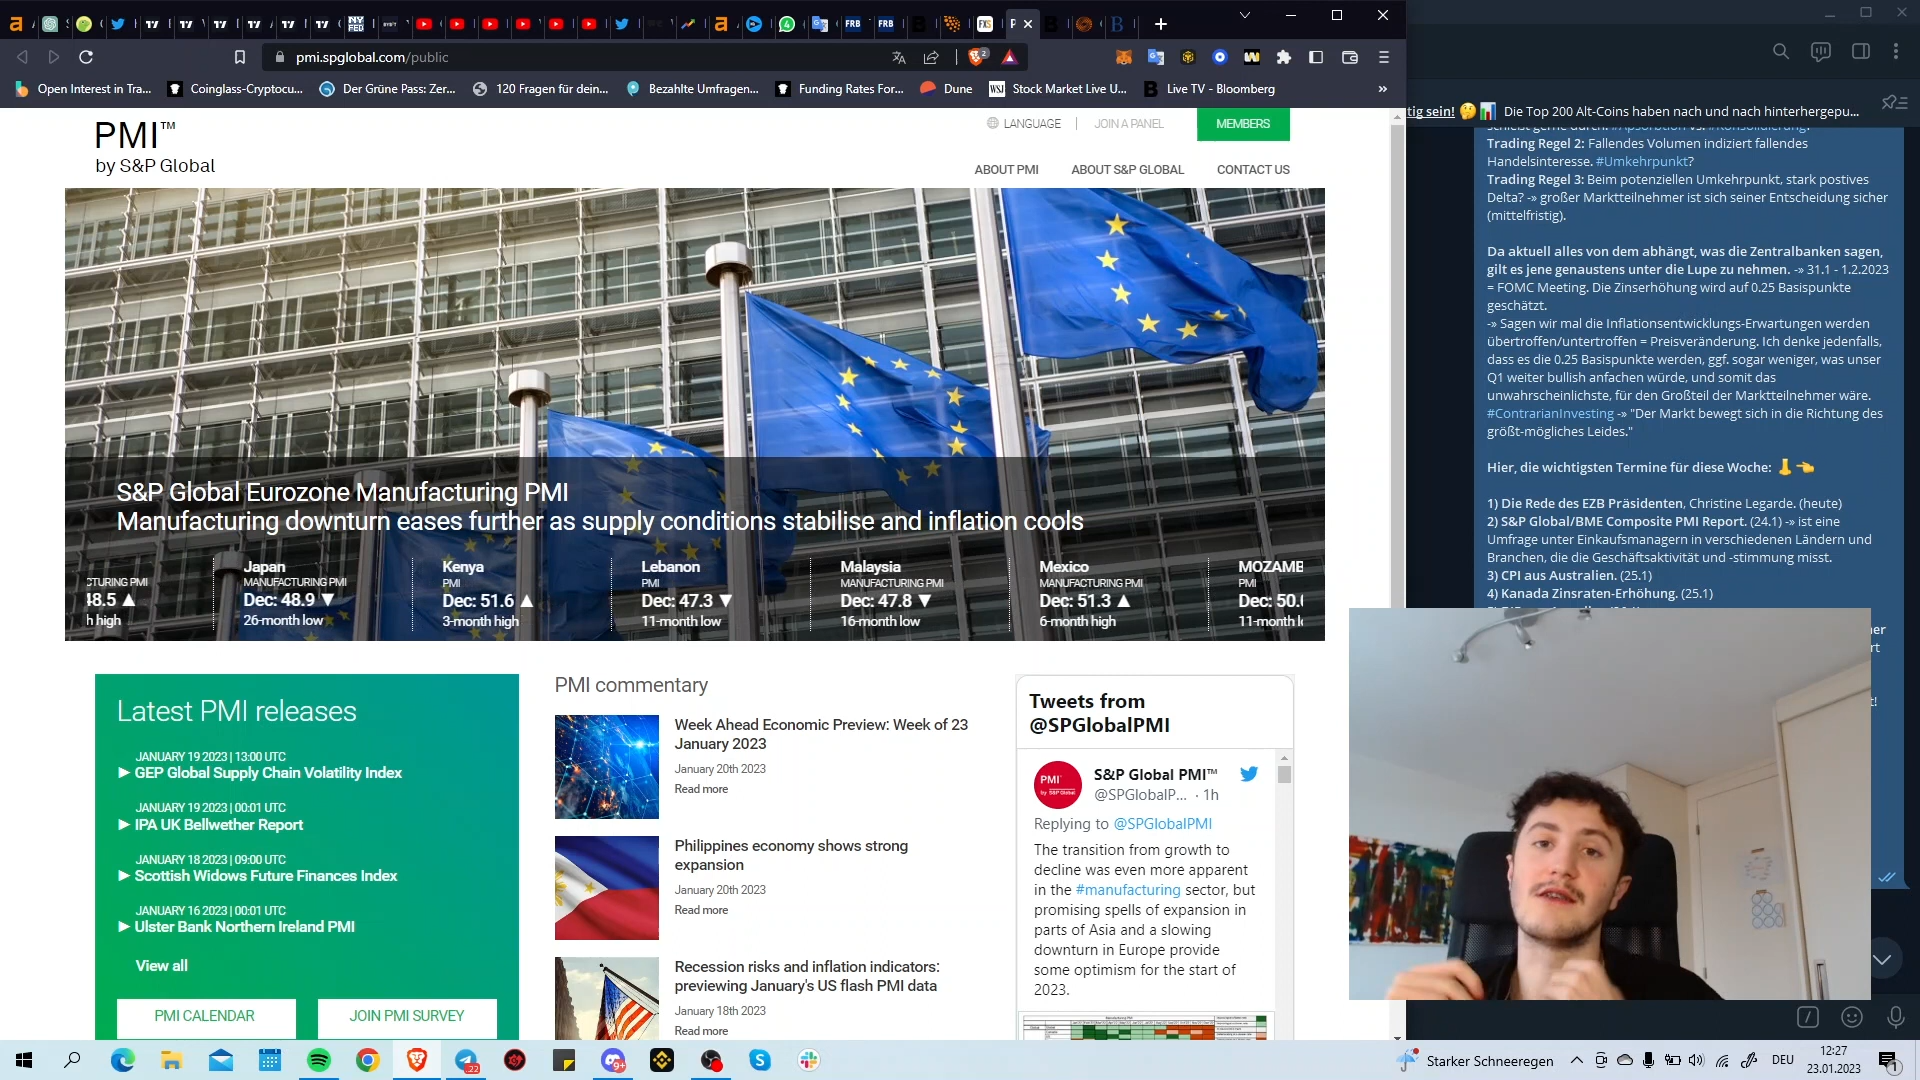 pmi.spglobal.com/public
Open Interest in Tra...
Coinglass-Cryptocu...
Der Grüne Pass: Zer...
120 Fragen für dein...
Bezahlte Umfragen...
Funding Rates For...
Dune
Stock Market Live U...
Live TV - Bloomberg
»
PMI™
by S&P Global
LANGUAGE
JOIN A PANEL
MEMBERS
ABOUT PMI
ABOUT S&P GLOBAL
CONTACT US
S&P Global Eurozone Manufacturing PMI
Manufacturing downturn eases further as supply conditions stabilise and inflation cools
CTURING PMI
48.5 ▲
h high
Japan
MANUFACTURING PMI
Dec: 48.9 ▼
26-month low
Kenya
PMI
Dec: 51.6 ▲
3-month high
Lebanon
PMI
Dec: 47.3 ▼
11-month low
Malaysia
MANUFACTURING PMI
Dec: 47.8 ▼
16-month low
Mexico
MANUFACTURING PMI
Dec: 51.3 ▲
6-month high
MOZAMB
PMI
Dec: 50.
11-month
Latest PMI releases
JANUARY 19 2023 | 13:00 UTC
► GEP Global Supply Chain Volatility Index
JANUARY 19 2023 | 00:01 UTC
► IPA UK Bellwether Report
JANUARY 18 2023 | 09:00 UTC
► Scottish Widows Future Finances Index
JANUARY 16 2023 | 00:01 UTC
► Ulster Bank Northern Ireland PMI
View all
PMI CALENDAR
JOIN PMI SURVEY
PMI commentary
Week Ahead Economic Preview: Week of 23
January 2023
January 20th 2023
Read more
Philippines economy shows strong
expansion
January 20th 2023
Read more
Recession risks and inflation indicators:
previewing January's US flash PMI data
January 18th 2023
Read more
Tweets from
@SPGlobalPMI
S&P Global PMI™
@SPGlobalP... · 1h
Replying to @SPGlobalPMI
The transition from growth to
decline was even more apparent
in the #manufacturing sector, but
promising spells of expansion in
parts of Asia and a slowing
downturn in Europe provide
some optimism for the start of
2023.
tig sein! 🤔📊 Die Top 200 Alt-Coins haben nach und nach hinterhergepu...
schießt gerne durch. #Apsorbtion vs. #Konsolidierung?
Trading Regel 2: Fallendes Volumen indiziert fallendes
Handelsinteresse. #Umkehrpunkt?
Trading Regel 3: Beim potenziellen Umkehrpunkt, stark postives
Delta? -» großer Marktteilnehmer ist sich seiner Entscheidung sicher
(mittelfristig).
Da aktuell alles von dem abhängt, was die Zentralbanken sagen,
gilt es jene genaustens unter die Lupe zu nehmen. -» 31.1 - 1.2.2023
= FOMC Meeting. Die Zinserhöhung wird auf 0.25 Basispunkte
geschätzt.
-» Sagen wir mal die Inflationsentwicklungs-Erwartungen werden
übertroffen/untertroffen = Preisveränderung. Ich denke jedenfalls,
dass es die 0.25 Basispunkte werden, ggf. sogar weniger, was unser
Q1 weiter bullish anfachen würde, und somit das
unwahrscheinlichste, für den Großteil der Marktteilnehmer wäre.
#ContrarianInvesting -» "Der Markt bewegt sich in die Richtung des
größt-mögliches Leides."
Hier, die wichtigsten Termine für diese Woche:
1) Die Rede des EZB Präsidenten, Christine Legarde. (heute)
2) S&P Global/BME Composite PMI Report. (24.1) -» ist eine
Umfrage unter Einkaufsmanagern in verschiedenen Ländern und
Branchen, die die Geschäftsaktivität und -stimmung misst.
3) CPI aus Australien. (25.1)
4) Kanada Zinsraten-Erhöhung. (25.1)
Starker Schneeregen
DEU
12:27
23.01.2023